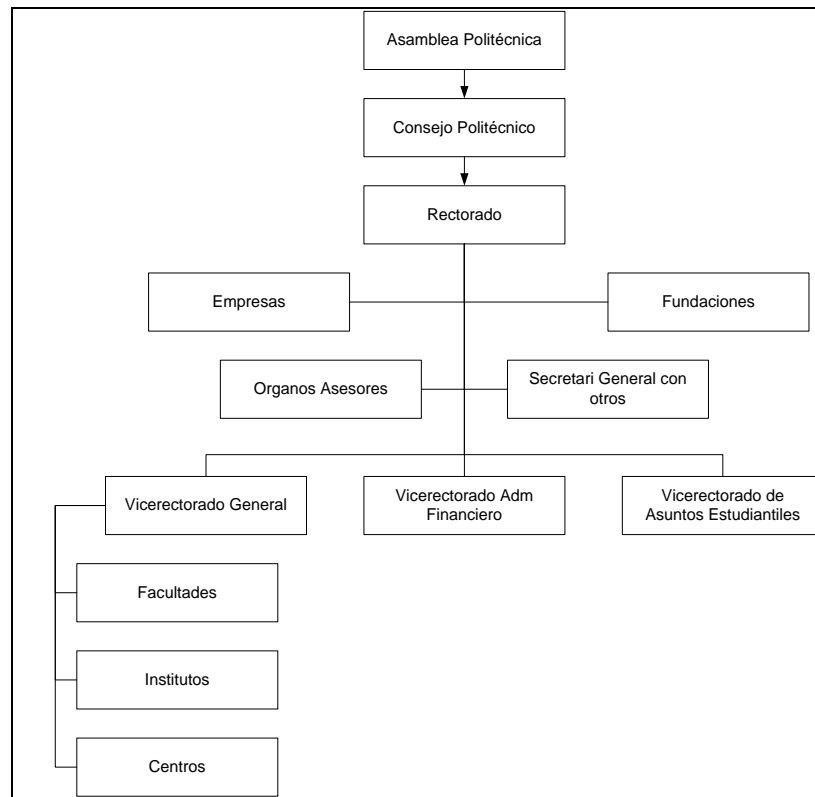 Asamblea Politécnica
Consejo Politécnico
Rectorado
Empresas
Fundaciones
Organos Asesores
Secretari General con
otros
Vicerectorado General
Vicerectorado Adm
Financiero
Vicerectorado de
Asuntos Estudiantiles
Facultades
Institutos
Centros